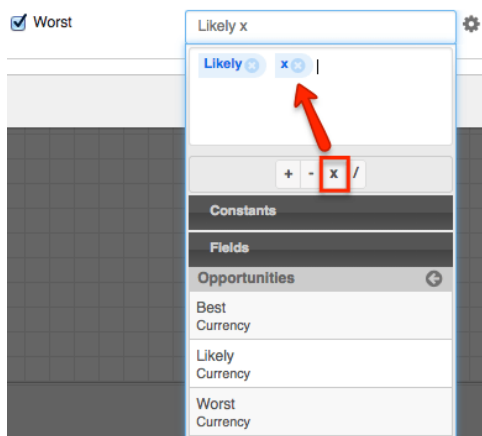 Worst
Likely x
Likely x
+ - x /
Constants
Fields
Opportunities
Best
Currency
Likely
Currency
Worst
Currency